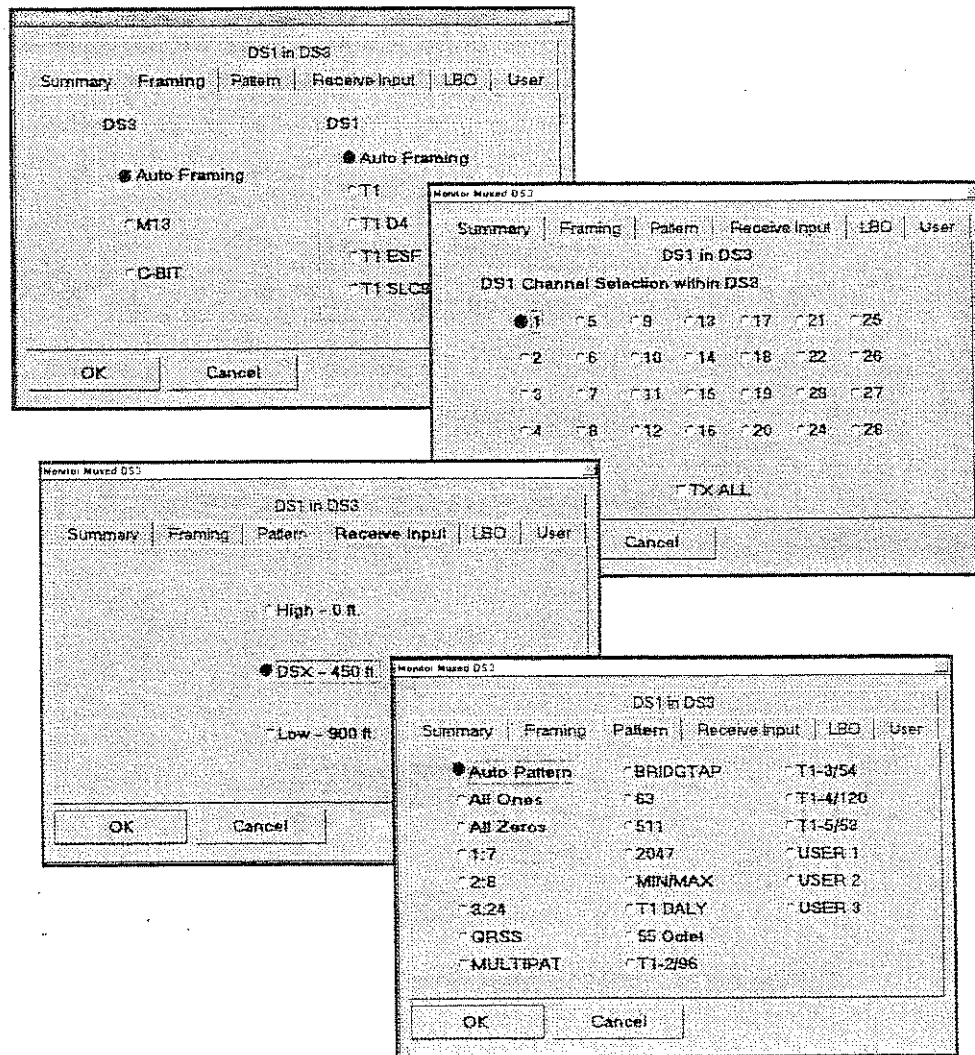 DS1 in DS3
Summary Framing Pattern Receive Input LBO User
DS3 DS1
Auto Framing
M13
C-BIT
Auto Framing
T1
T1 D4
T1 ESF
T1 SLC9
OK Cancel
Monitor Muxed DS3
Summary Framing Pattern Receive Input LBO User
DS1 in DS3
DS1 Channel Selection within DS3
1 5 9 13 17 21 25
2 6 10 14 18 22 26
3 7 11 15 19 23 27
4 8 12 16 20 24 28
TX ALL
Cancel
Monitor Muxed DS3
DS1 in DS3
Summary Framing Pattern Receive Input LBO User
High - 0 ft.
DSX - 450 ft.
Low - 900 ft
OK Cancel
Monitor Muxed DS3
DS1 in DS3
Summary Framing Pattern Receive Input LBO User
Auto Pattern BRIDGTAP T1-3/54
All Ones 63 T1-4/120
All Zeros 511 T1-5/53
1:7 2047 USER 1
2:8 MIN/MAX USER 2
3:24 T1 DALY USER 3
QRSS 55 Octet
MULTIPAT T1-2/96
OK Cancel